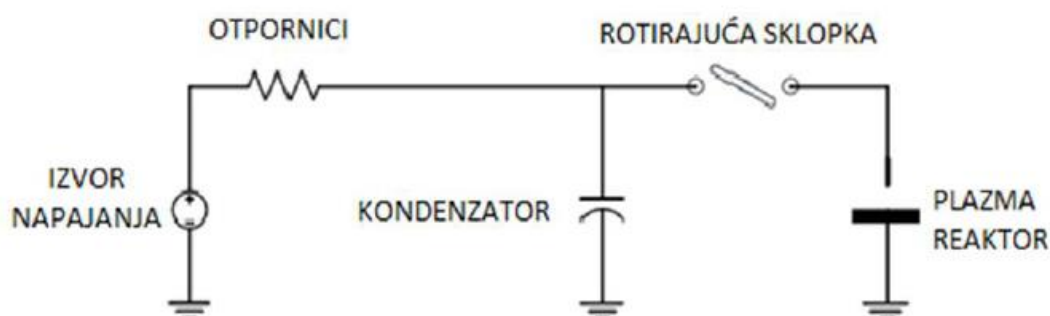 OTPORNICI
ROTIRAJUĆA SKLOPKA
IZVOR
NAPAJANJA
KONDENZATOR
PLAZMA
REAKTOR